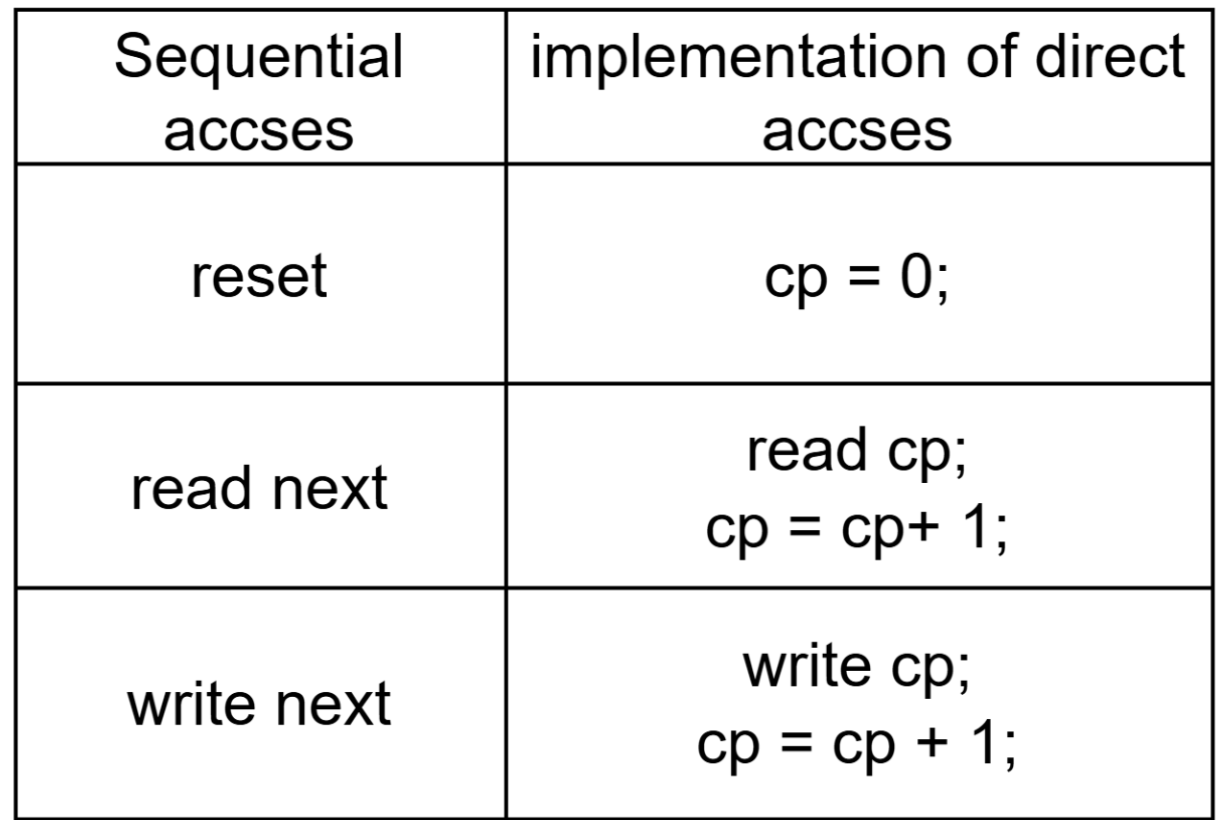 Sequential
accses
implementation of direct
accses
reset
cp = 0;
read next
read cp;
cp = cp+ 1;
write next
write cp;
cp = cp + 1;